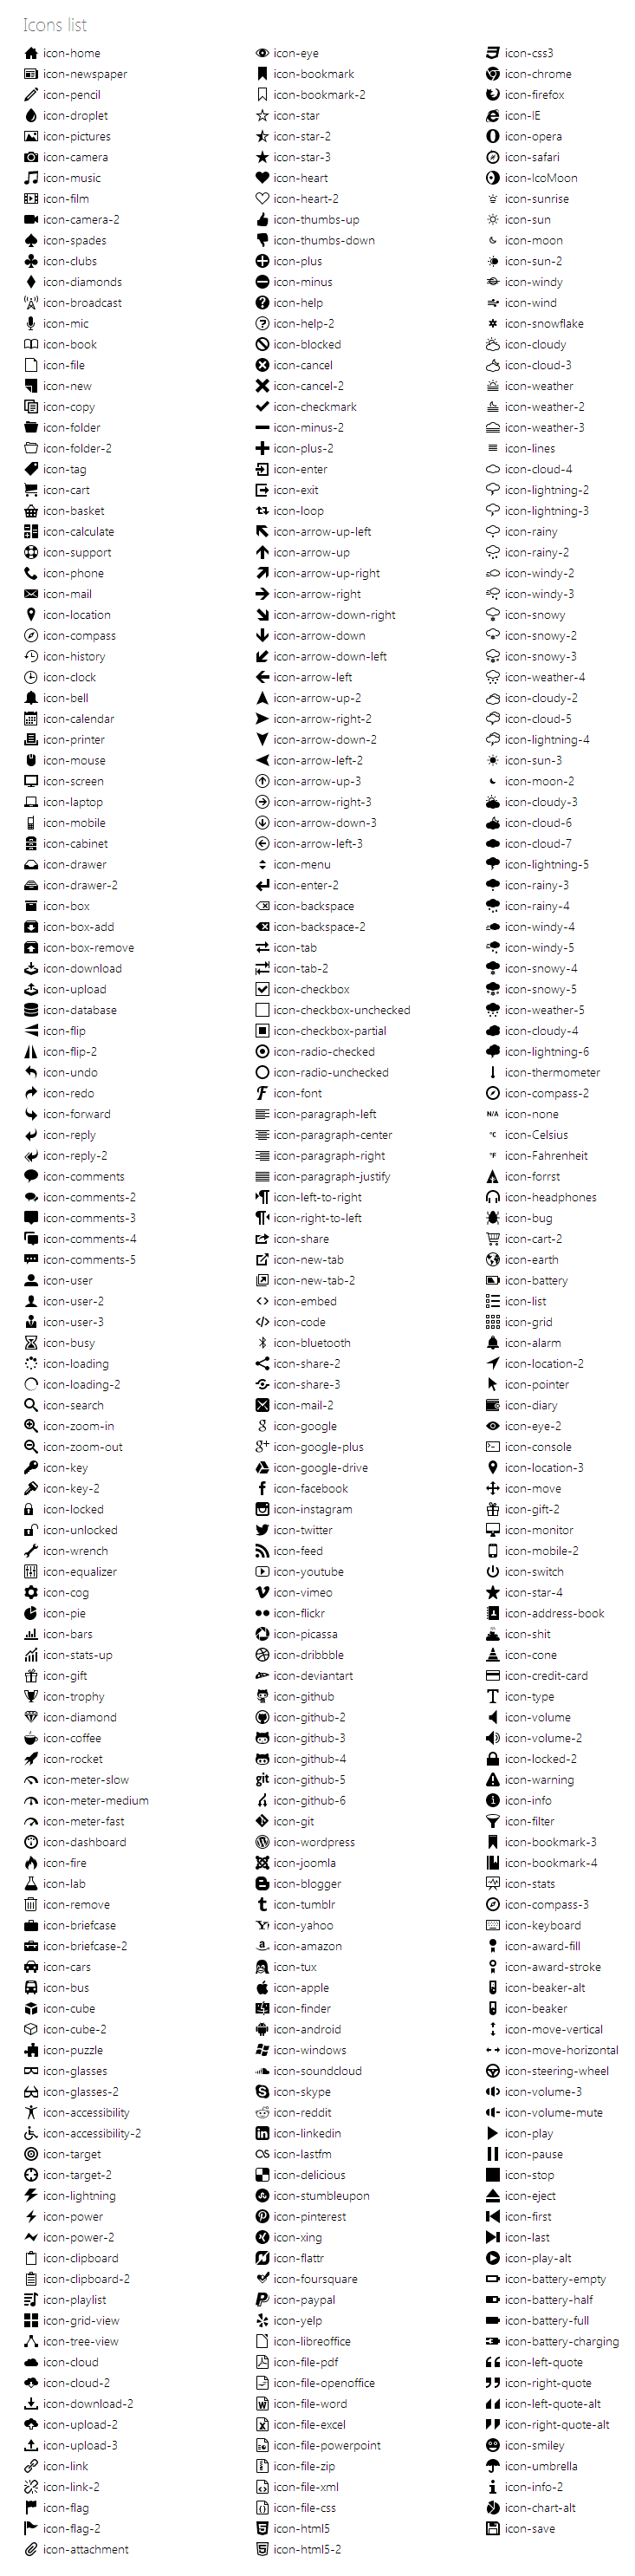 Icons list
icon-home
icon-newspaper
icon-pencil
icon-droplet
icon-pictures
icon-camera
icon-music
icon-film
icon-camera-2
icon-spades
icon-clubs
icon-diamonds
icon-broadcast
icon-mic
icon-book
icon-file
icon-new
icon-copy
icon-folder
icon-folder-2
icon-tag
icon-cart
icon-basket
icon-calculate
icon-support
icon-phone
icon-mail
icon-location
icon-compass
icon-history
icon-clock
icon-bell
icon-calendar
icon-printer
icon-mouse
icon-screen
icon-laptop
icon-mobile
icon-cabinet
icon-drawer
icon-drawer-2
icon-box
icon-box-add
icon-box-remove
icon-download
icon-upload
icon-database
icon-flip
icon-flip-2
icon-undo
icon-redo
icon-forward
icon-reply
icon-reply-2
icon-comments
icon-comments-2
icon-comments-3
icon-comments-4
icon-comments-5
icon-user
icon-user-2
icon-user-3
icon-busy
icon-loading
icon-loading-2
icon-search
icon-zoom-in
icon-zoom-out
icon-key
icon-key-2
icon-locked
icon-unlocked
icon-wrench
icon-equalizer
icon-cog
icon-pie
icon-bars
icon-stats-up
icon-gift
icon-trophy
icon-diamond
icon-coffee
icon-rocket
icon-meter-slow
icon-meter-medium
icon-meter-fast
icon-dashboard
icon-fire
icon-lab
icon-remove
icon-briefcase
icon-briefcase-2
icon-cars
icon-bus
icon-cube
icon-cube-2
icon-puzzle
icon-glasses
icon-glasses-2
icon-accessibility
icon-accessibility-2
icon-target
icon-target-2
icon-lightning
icon-power
icon-power-2
icon-clipboard
icon-clipboard-2
icon-playlist
icon-grid-view
icon-tree-view
icon-cloud
icon-cloud-2
icon-download-2
icon-upload-2
icon-upload-3
icon-link
icon-link-2
icon-flag
icon-flag-2
icon-attachment
icon-eye
icon-bookmark
icon-bookmark-2
icon-star
icon-star-2
icon-star-3
icon-heart
icon-heart-2
icon-thumbs-up
icon-thumbs-down
icon-plus
icon-minus
icon-help
icon-help-2
icon-blocked
icon-cancel
icon-cancel-2
icon-checkmark
icon-minus-2
icon-plus-2
icon-enter
icon-exit
icon-loop
icon-arrow-up-left
icon-arrow-up
icon-arrow-up-right
icon-arrow-right
icon-arrow-down-right
icon-arrow-down
icon-arrow-down-left
icon-arrow-left
icon-arrow-up-2
icon-arrow-right-2
icon-arrow-down-2
icon-arrow-left-2
icon-arrow-up-3
icon-arrow-right-3
icon-arrow-down-3
icon-arrow-left-3
icon-menu
icon-enter-2
icon-backspace
icon-backspace-2
icon-tab
icon-tab-2
icon-checkbox
icon-checkbox-unchecked
icon-checkbox-partial
icon-radio-checked
icon-radio-unchecked
icon-font
icon-paragraph-left
icon-paragraph-center
icon-paragraph-right
icon-paragraph-justify
icon-left-to-right
icon-right-to-left
icon-share
icon-new-tab
icon-new-tab-2
icon-embed
icon-code
icon-bluetooth
icon-share-2
icon-share-3
icon-mail-2
icon-google
icon-google-plus
icon-google-drive
icon-facebook
icon-instagram
icon-twitter
icon-feed
icon-youtube
icon-vimeo
icon-flickr
icon-picassa
icon-dribbble
icon-deviantart
icon-github
icon-github-2
icon-github-3
icon-github-4
git icon-github-5
icon-github-6
icon-git
icon-wordpress
icon-joomla
icon-blogger
icon-tumblr
icon-yahoo
icon-amazon
icon-tux
icon-apple
icon-finder
icon-android
icon-windows
icon-soundcloud
icon-skype
icon-reddit
icon-linkedin
icon-lastfm
icon-delicious
icon-stumbleupon
icon-pinterest
icon-xing
icon-flattr
icon-foursquare
icon-paypal
icon-yelp
icon-libreoffice
icon-file-pdf
icon-file-openoffice
icon-file-word
icon-file-excel
icon-file-powerpoint
icon-file-zip
icon-file-xml
icon-file-css
icon-html5
icon-html5-2
icon-css3
icon-chrome
icon-firefox
icon-IE
icon-opera
icon-safari
icon-IcoMoon
icon-sunrise
icon-sun
icon-moon
icon-sun-2
icon-windy
icon-wind
icon-snowflake
icon-cloudy
icon-cloud-3
icon-weather
icon-weather-2
icon-weather-3
icon-lines
icon-cloud-4
icon-lightning-2
icon-lightning-3
icon-rainy
icon-rainy-2
icon-windy-2
icon-windy-3
icon-snowy
icon-snowy-2
icon-snowy-3
icon-weather-4
icon-cloudy-2
icon-cloud-5
icon-lightning-4
icon-sun-3
icon-moon-2
icon-cloudy-3
icon-cloud-6
icon-cloud-7
icon-lightning-5
icon-rainy-3
icon-rainy-4
icon-windy-4
icon-windy-5
icon-snowy-4
icon-snowy-5
icon-weather-5
icon-cloudy-4
icon-lightning-6
icon-thermometer
icon-compass-2
N/A icon-none
°C icon-Celsius
°F icon-Fahrenheit
icon-forrst
icon-headphones
icon-bug
icon-cart-2
icon-earth
icon-battery
icon-list
icon-grid
icon-alarm
icon-location-2
icon-pointer
icon-diary
icon-eye-2
icon-console
icon-location-3
icon-move
icon-gift-2
icon-monitor
icon-mobile-2
icon-switch
icon-star-4
icon-address-book
icon-shit
icon-cone
icon-credit-card
icon-type
icon-volume
icon-volume-2
icon-locked-2
icon-warning
icon-info
icon-filter
icon-bookmark-3
icon-bookmark-4
icon-stats
icon-compass-3
icon-keyboard
icon-award-fill
icon-award-stroke
icon-beaker-alt
icon-beaker
icon-move-vertical
icon-move-horizontal
icon-steering-wheel
icon-volume-3
icon-volume-mute
icon-play
icon-pause
icon-stop
icon-eject
icon-first
icon-last
icon-play-alt
icon-battery-empty
icon-battery-half
icon-battery-full
icon-battery-charging
icon-left-quote
icon-right-quote
icon-left-quote-alt
icon-right-quote-alt
icon-smiley
icon-umbrella
icon-info-2
icon-chart-alt
icon-save